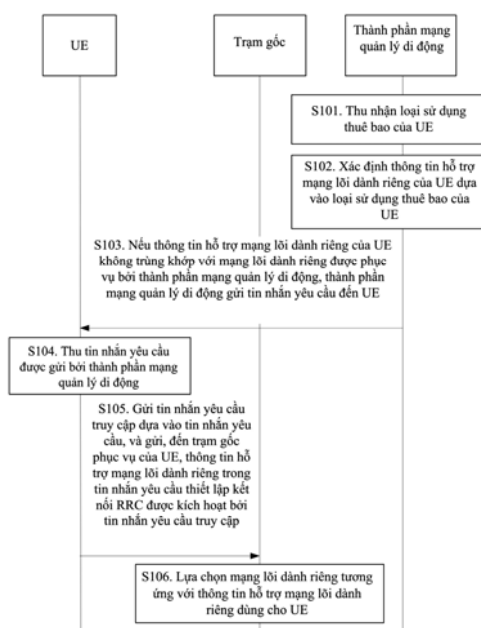 UE
Trạm gốc
Thành phần mạng
quản lý di động
S101. Thu nhận loại sử dụng
thuê bao của UE
S102. Xác định thông tin hỗ trợ
mạng lõi dành riêng của UE dựa
vào loại sử dụng thuê bao của
UE
S103. Nếu thông tin hỗ trợ mạng lõi dành riêng của UE
không trùng khớp với mạng lõi dành riêng được phục
vụ bởi thành phần mạng quản lý di động, thành phần
mạng quản lý di động gửi tin nhắn yêu cầu đến UE
S104. Thu tin nhắn yêu cầu
được gửi bởi thành phần mạng
quản lý di động
S105. Gửi tin nhắn yêu cầu
truy cập dựa vào tin nhắn yêu
cầu, và gửi, đến trạm gốc
phục vụ của UE, thông tin hỗ
trợ mạng lõi dành riêng trong
tin nhắn yêu cầu thiết lập kết
nối RRC được kích hoạt bởi
tin nhắn yêu cầu truy cập
S106. Lựa chọn mạng lõi dành riêng tương
ứng với thông tin hỗ trợ mạng lõi dành
riêng dùng cho UE